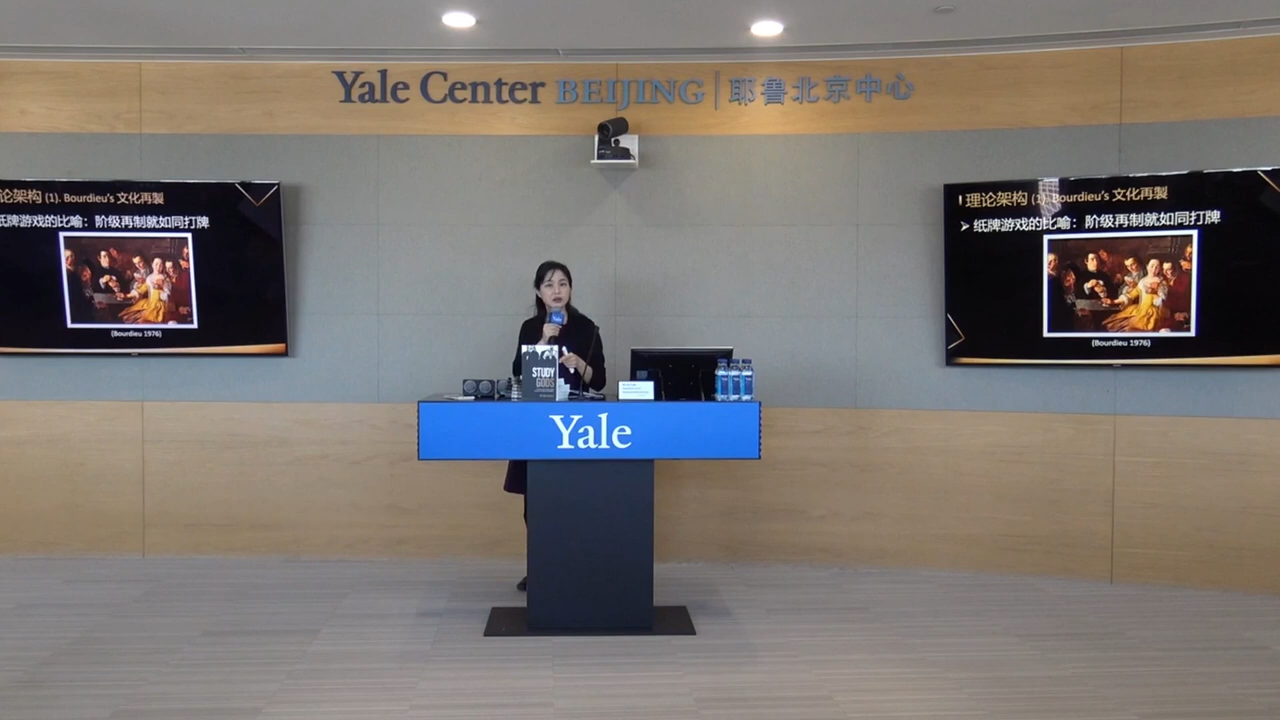 Yale Center BEIJING | 耶鲁北京中心
论架构 (1). Bourdieu's 文化再製
纸牌游戏的比喻：阶级再制就如同打牌
(Bourdieu 1976)
理论架构 (1). Bourdieu's 文化再製
➤ 纸牌游戏的比喻：阶级再制就如同打牌
(Bourdieu 1976)
Yale
STUDY
GODS
Yale